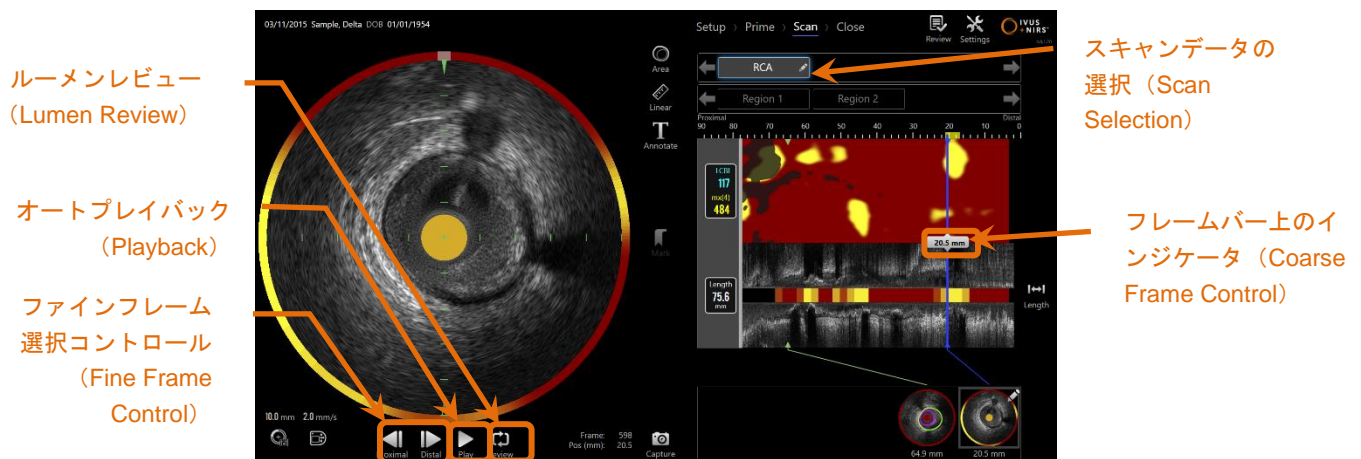 ルーメンレビュー
（Lumen Review）
オートプレイバック
（Playback）
ファインフレーム
選択コントロール
（Fine Frame
Control）
03/11/2015 Sample, Delta DOB 01/01/1954
Area
Linear
T
Annotate
Mark
10.0 mm 2.0 mm/s
Proximal
Distal
Play
Review
Frame: 598
Pos (mm): 20.5
Capture
Setup Prime Scan Close
Review
Settings
IVUS
+NIRS
RCA
Region 1 Region 2
Proximal Distal
90 80 70 60 50 40 30 20 10 0
LCBI
117
mx[4]
484
20.5 mm
Length
75.6
mm
Length
64.9 mm
20.5 mm
スキャンデータの
選択（Scan
Selection）
フレームバー上のイ
ンジケータ（Coarse
Frame Control）